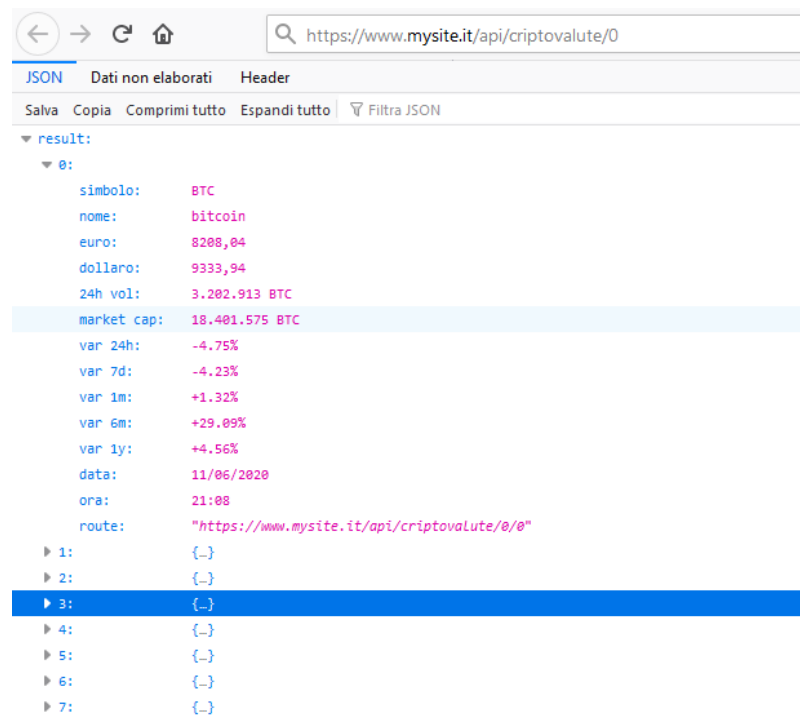 https://www.mysite.it/api/criptovalute/0
JSON Dati non elaborati Header
Salva Copia Comprimi tutto Espandi tutto Filtra JSON
result:
0:
simbolo: BTC
nome: bitcoin
euro: 8208,04
dollaro: 9333,94
24h vol: 3.202.913 BTC
market cap: 18.401.575 BTC
var 24h: -4.75%
var 7d: -4.23%
var 1m: +1.32%
var 6m: +29.09%
var 1y: +4.56%
data: 11/06/2020
ora: 21:08
route: "https://www.mysite.it/api/criptovalute/0/0"
1: {…}
2: {…}
3: {…}
4: {…}
5: {…}
6: {…}
7: {…}